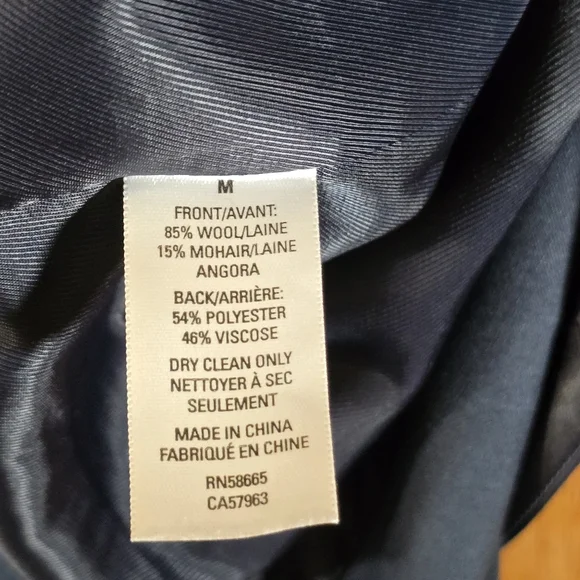 M
FRONT/AVANT:
85% WOOL/LAINE
15% MOHAIR/LAINE
ANGORA
BACK/ARRIÈRE:
54% POLYESTER
46% VISCOSE
DRY CLEAN ONLY
NETTOYER À SEC
SEULEMENT
MADE IN CHINA
FABRIQUÉ EN CHINE
RN58665
CA57963